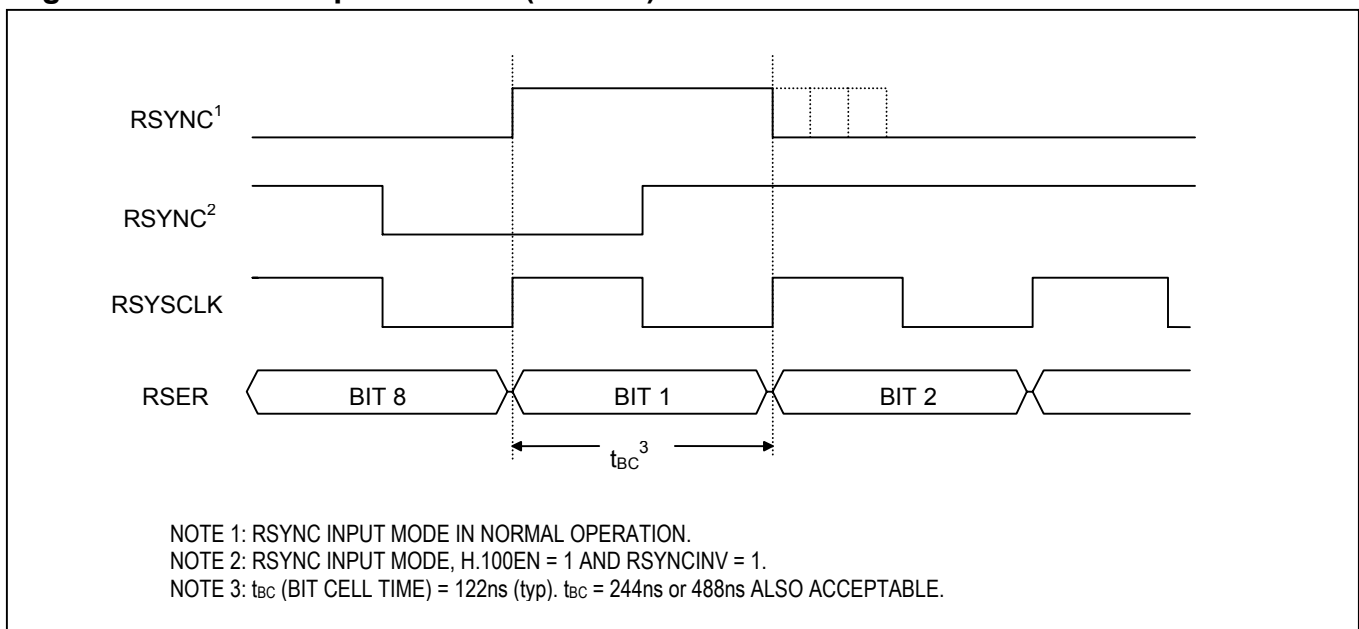 RSYNC¹
RSYNC²
RSYSCLK
RSER
BIT 8
BIT 1
BIT 2
tBC³
NOTE 1: RSYNC INPUT MODE IN NORMAL OPERATION.
NOTE 2: RSYNC INPUT MODE, H.100EN = 1 AND RSYNCINV = 1.
NOTE 3: tBC (BIT CELL TIME) = 122ns (typ). tBC = 244ns or 488ns ALSO ACCEPTABLE.